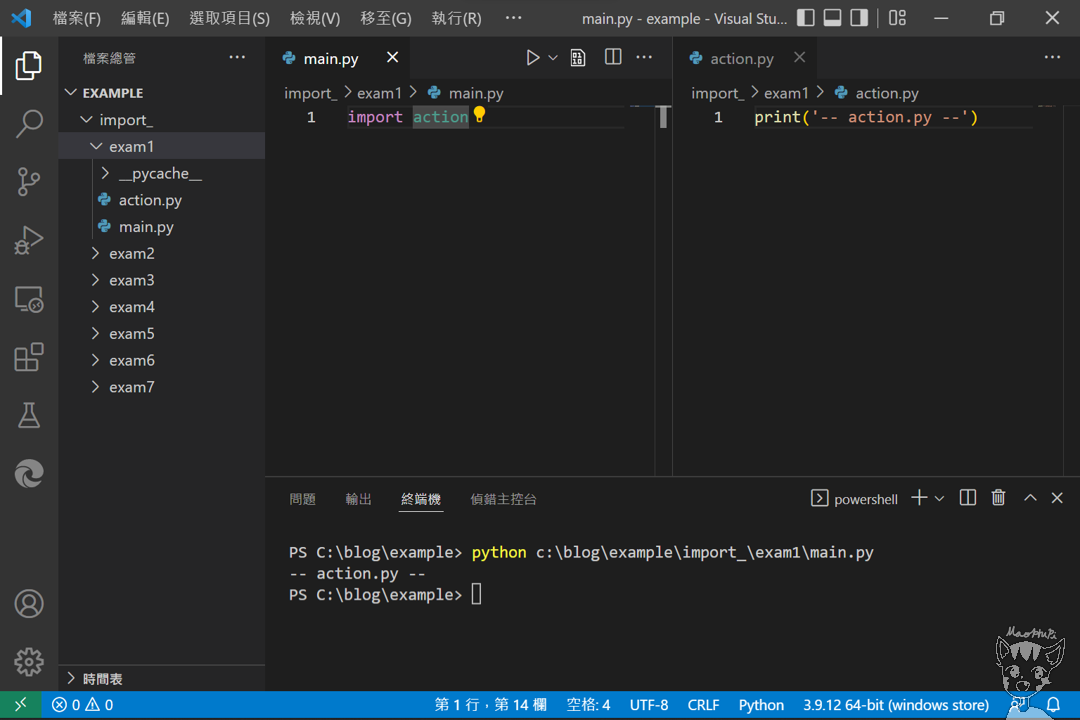 檔案(F) 編輯(E) 選取項目(S) 檢視(V) 移至(G) 執行(R) ··· main.py - example - Visual Stu...
檔案總管 ···
EXAMPLE
import_
exam1
__pycache__
action.py
main.py
exam2
exam3
exam4
exam5
exam6
exam7
時間表
main.py
import_ > exam1 > main.py
1 import action
action.py
import_ > exam1 > action.py
1 print('-- action.py --')
問題 輸出 終端機 偵錯主控台 powershell
PS C:\blog\example> python c:\blog\example\import_\exam1\main.py
-- action.py --
PS C:\blog\example>
MaoHuPi
0 0 第 1 行,第 14 欄 空格: 4 UTF-8 CRLF Python 3.9.12 64-bit (windows store)